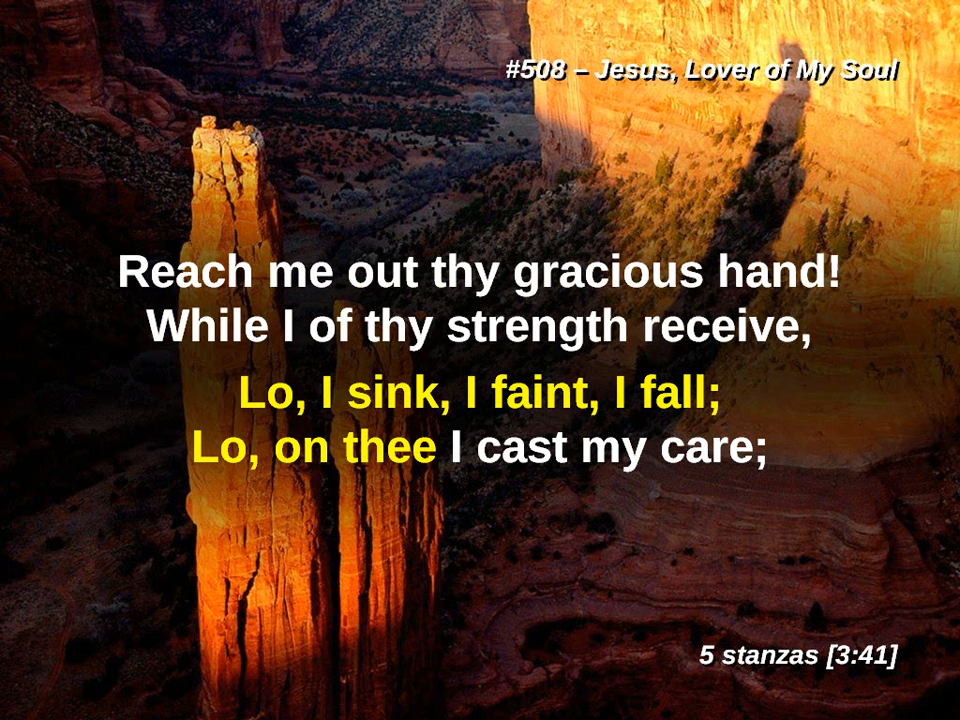 #508 – Jesus, Lover of My Soul
Reach me out thy gracious hand!
While I of thy strength receive,
Lo, I sink, I faint, I fall;
Lo, on thee I cast my care;
5 stanzas [3:41]